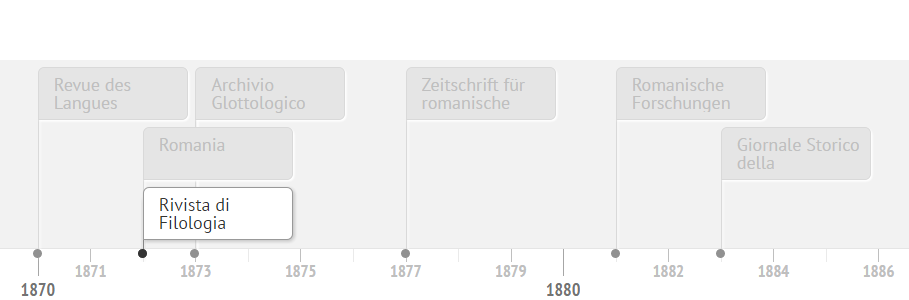 Revue des
Langues
Archivio
Glottologico
Zeitschrift für
romanische
Romanische
Forschungen
Romania
Giornale Storico
della
Rivista di
Filologia
1871
1873
1875
1877
1879
1882
1884
1886
1870
1880